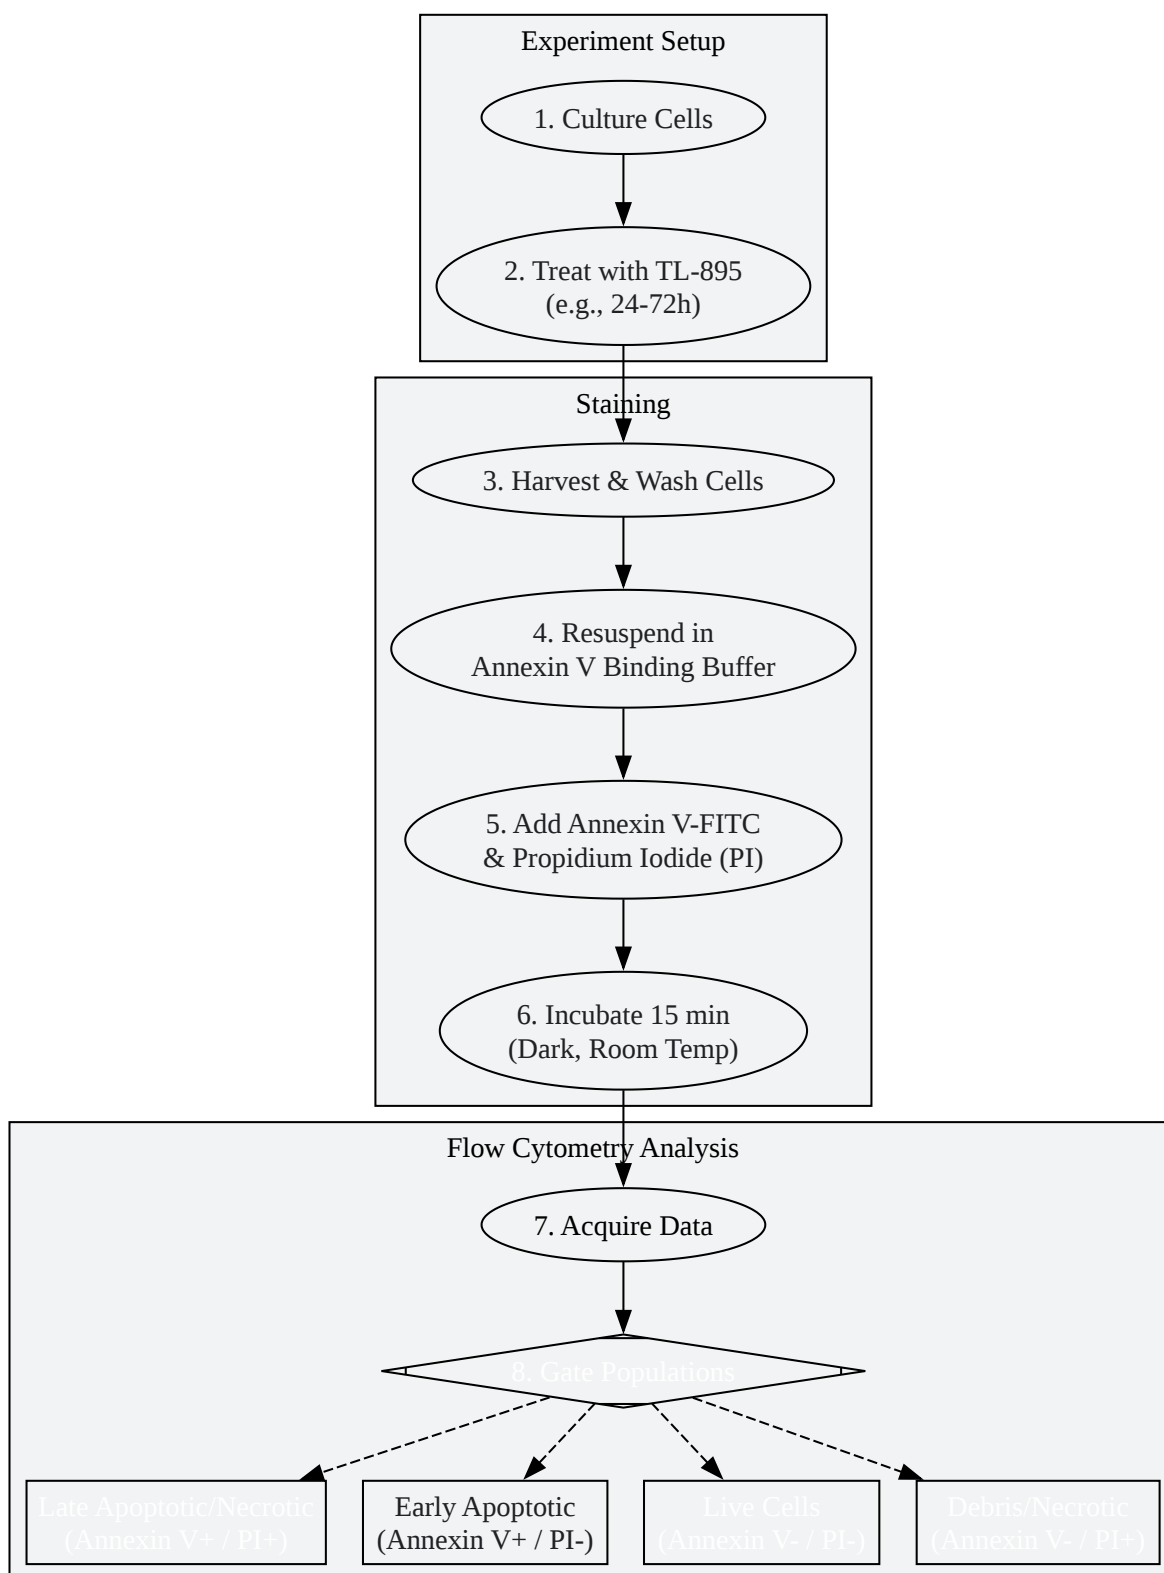 Experiment Setup
1. Culture Cells
2. Treat with TL-895
(e.g., 24-72h)
Staining
3. Harvest & Wash Cells
4. Resuspend in
Annexin V Binding Buffer
5. Add Annexin V-FITC
& Propidium Iodide (PI)
6. Incubate 15 min
(Dark, Room Temp)
Flow Cytometry Analysis
7. Acquire Data
8. Gate Populations
Late Apoptotic/Necrotic
(Annexin V+ / PI+)
Early Apoptotic
(Annexin V+ / PI-)
Live Cells
(Annexin V- / PI-)
Debris/Necrotic
(Annexin V- / PI+)